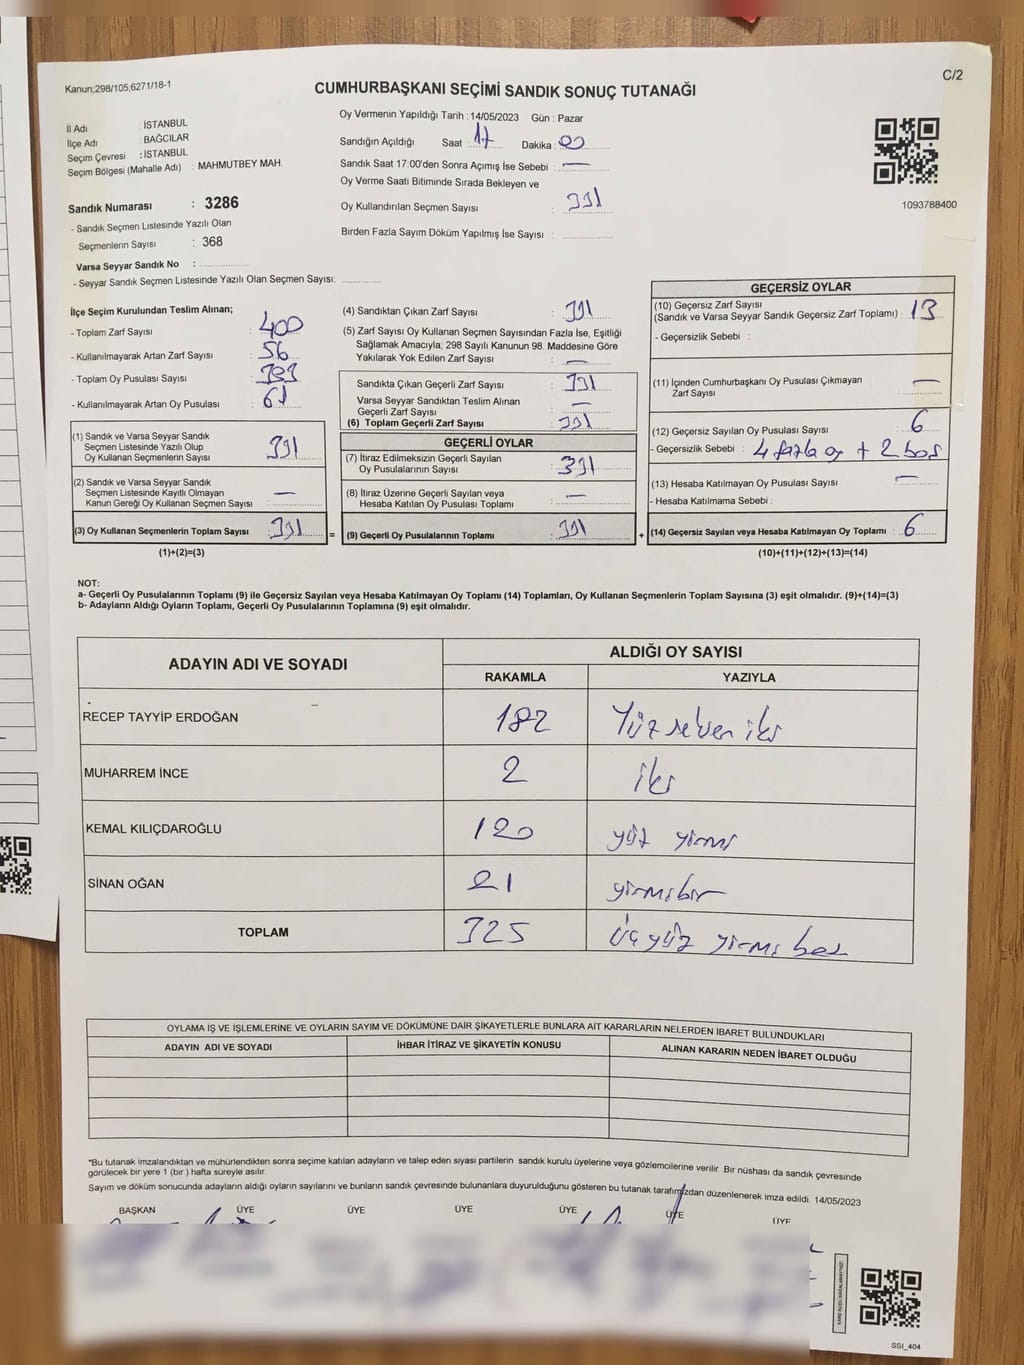 C/2
Kanun;298/105,6271/18-1
CUMHURBAŞKANI SEÇİMİ SANDIK SONUÇ TUTANAĞI
İl Adı : İSTANBUL
İlçe Adı : BAĞCILAR
Seçim Çevresi : İSTANBUL
Seçim Bölgesi (Mahalle Adı) : MAHMUTBEY MAH.
Sandık Numarası : 3286
- Sandık Seçmen Listesinde Yazılı Olan
Seçmenlerin Sayısı : 368
Varsa Seyyar Sandık No :
- Seyyar Sandık Seçmen Listesinde Yazılı Olan Seçmen Sayısı:
Oy Vermenin Yapıldığı Tarih : 14/05/2023 Gün : Pazar
Sandığın Açıldığı Saat : 17 Dakika : 00
Sandık Saat 17:00'den Sonra Açımış İse Sebebi : —
Oy Verme Saati Bitiminde Sırada Bekleyen ve
Oy Kullandırılan Seçmen Sayısı : 331
Birden Fazla Sayım Döküm Yapılmış İse Sayısı :
1093788400
İlçe Seçim Kurulundan Teslim Alınan;
- Toplam Zarf Sayısı : 400
- Kullanılmayarak Artan Zarf Sayısı : 56
- Toplam Oy Pusulası Sayısı :
- Kullanılmayarak Artan Oy Pusulası : 61
(1) Sandık ve Varsa Seyyar Sandık
Seçmen Listesinde Yazılı Olup
Oy Kullanan Seçmenlerin Sayısı : 331
(2) Sandık ve Varsa Seyyar Sandık
Seçmen Listesinde Kayıtlı Olmayan
Kanun Gereği Oy Kullanan Seçmen Sayısı : —
(3) Oy Kullanan Seçmenlerin Toplam Sayısı : 331 =
(1)+(2)=(3)
(4) Sandıktan Çıkan Zarf Sayısı : 331
(5) Zarf Sayısı Oy Kullanan Seçmen Sayısından Fazla İse, Eşitliği
Sağlamak Amacıyla; 298 Sayılı Kanunun 98. Maddesine Göre
Yakılarak Yok Edilen Zarf Sayısı : —
Sandıkta Çıkan Geçerli Zarf Sayısı : 331
Varsa Seyyar Sandıktan Teslim Alınan
Geçerli Zarf Sayısı : —
(6) Toplam Geçerli Zarf Sayısı : 331
GEÇERLİ OYLAR
(7) İtiraz Edilmeksizin Geçerli Sayılan
Oy Pusulalarının Sayısı : 331
(8) İtiraz Üzerine Geçerli Sayılan veya
Hesaba Katılan Oy Pusulası Toplamı : —
(9) Geçerli Oy Pusulalarının Toplamı : 331 +
GEÇERSİZ OYLAR
(10) Geçersiz Zarf Sayısı
(Sandık ve Varsa Seyyar Sandık Geçersiz Zarf Toplamı) : 13
- Geçersizlik Sebebi :
(11) İçinden Cumhurbaşkanı Oy Pusulası Çıkmayan
Zarf Sayısı : —
(12) Geçersiz Sayılan Oy Pusulası Sayısı : 6
- Geçersizlik Sebebi : 4 fazla oy + 2 boş
(13) Hesaba Katılmayan Oy Pusulası Sayısı : —
- Hesaba Katılmama Sebebi :
(14) Geçersiz Sayılan veya Hesaba Katılmayan Oy Toplamı : 6
(10)+(11)+(12)+(13)=(14)
NOT:
a- Geçerli Oy Pusulalarının Toplamı (9) ile Geçersiz Sayılan veya Hesaba Katılmayan Oy Toplamı (14) Toplamları, Oy Kullanan Seçmenlerin Toplam Sayısına (3) eşit olmalıdır. (9)+(14)=(3)
b- Adayların Aldığı Oyların Toplamı, Geçerli Oy Pusulalarının Toplamına (9) eşit olmalıdır.
ADAYIN ADI VE SOYADI
ALDIĞI OY SAYISI
RAKAMLA YAZIYLA
RECEP TAYYİP ERDOĞAN 182 Yüz seksen iki
MUHARREM İNCE 2 iki
KEMAL KILIÇDAROĞLU 120 yüz yirmi
SİNAN OĞAN 21 yirmibir
TOPLAM 325 üçyüz yirmi beş
OYLAMA İŞ VE İŞLEMLERİNE VE OYLARIN SAYIM VE DÖKÜMÜNE DAİR ŞİKAYETLERLE BUNLARA AİT KARARLARIN NELERDEN İBARET BULUNDUKLARI
ADAYIN ADI VE SOYADI İHBAR İTİRAZ VE ŞİKAYETİN KONUSU ALINAN KARARIN NEDEN İBARET OLDUĞU
*Bu tutanak imzalandıktan ve mühürlendikten sonra seçime katılan adayların ve talep eden siyasi partilerin sandık kurulu üyelerine veya gözlemcilerine verilir .Bir nüshası da sandık çevresinde
görülecek bir yere 1 (bir ) hafta süreyle asılır.
Sayım ve döküm sonucunda adayların aldığı oyların sayılarını ve bunların sandık çevresinde bulunanlara duyurulduğunu gösteren bu tutanak tarafımızdan düzenlenerek imza edildi. 14/05/2023
BAŞKAN ÜYE ÜYE ÜYE ÜYE ÜYE ÜYE
SSI_404